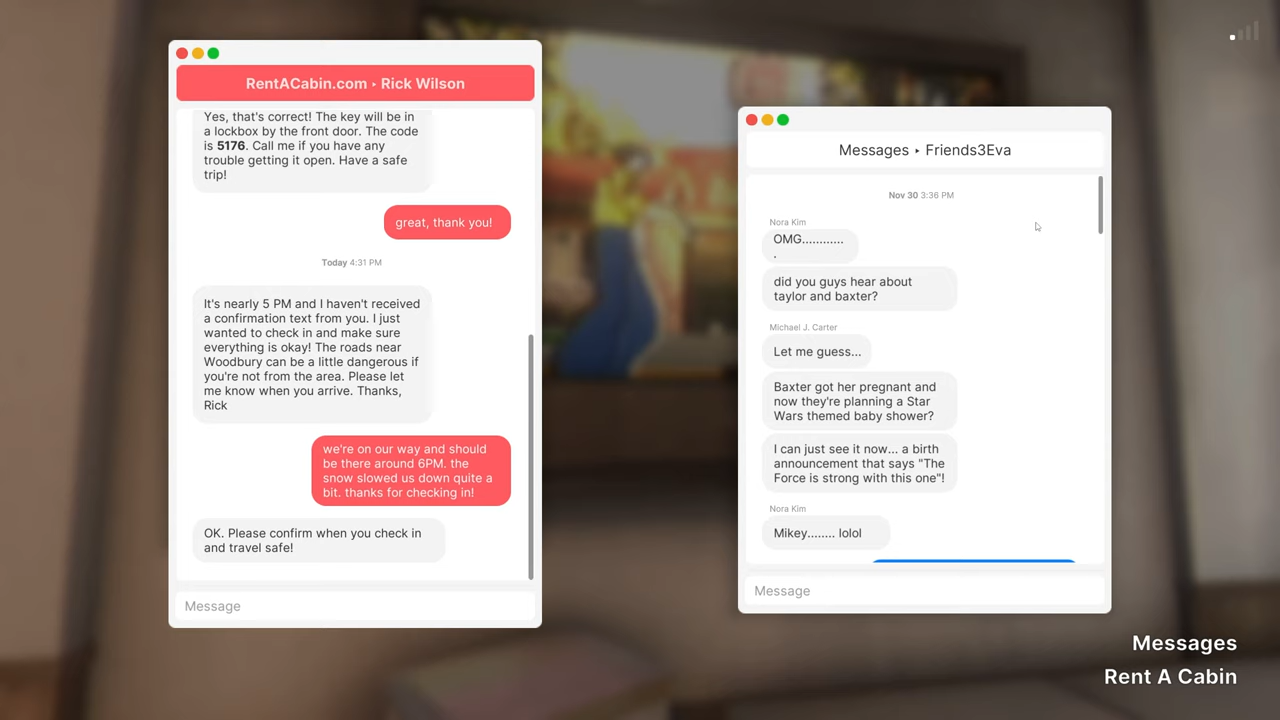 RentACabin.com ‣ Rick Wilson
Yes, that's correct! The key will be in
a lockbox by the front door. The code
is 5176. Call me if you have any
trouble getting it open. Have a safe
trip!
great, thank you!
Today 4:31 PM
It's nearly 5 PM and I haven't received
a confirmation text from you. I just
wanted to check in and make sure
everything is okay! The roads near
Woodbury can be a little dangerous if
you're not from the area. Please let
me know when you arrive. Thanks,
Rick
we're on our way and should
be there around 6PM. the
snow slowed us down quite a
bit. thanks for checking in!
OK. Please confirm when you check in
and travel safe!
Message
Messages ‣ Friends3Eva
Nov 30 3:36 PM
Nora Kim
OMG............
.
did you guys hear about
taylor and baxter?
Michael J. Carter
Let me guess...
Baxter got her pregnant and
now they're planning a Star
Wars themed baby shower?
I can just see it now... a birth
announcement that says "The
Force is strong with this one"!
Nora Kim
Mikey........ lolol
Message
Messages
Rent A Cabin